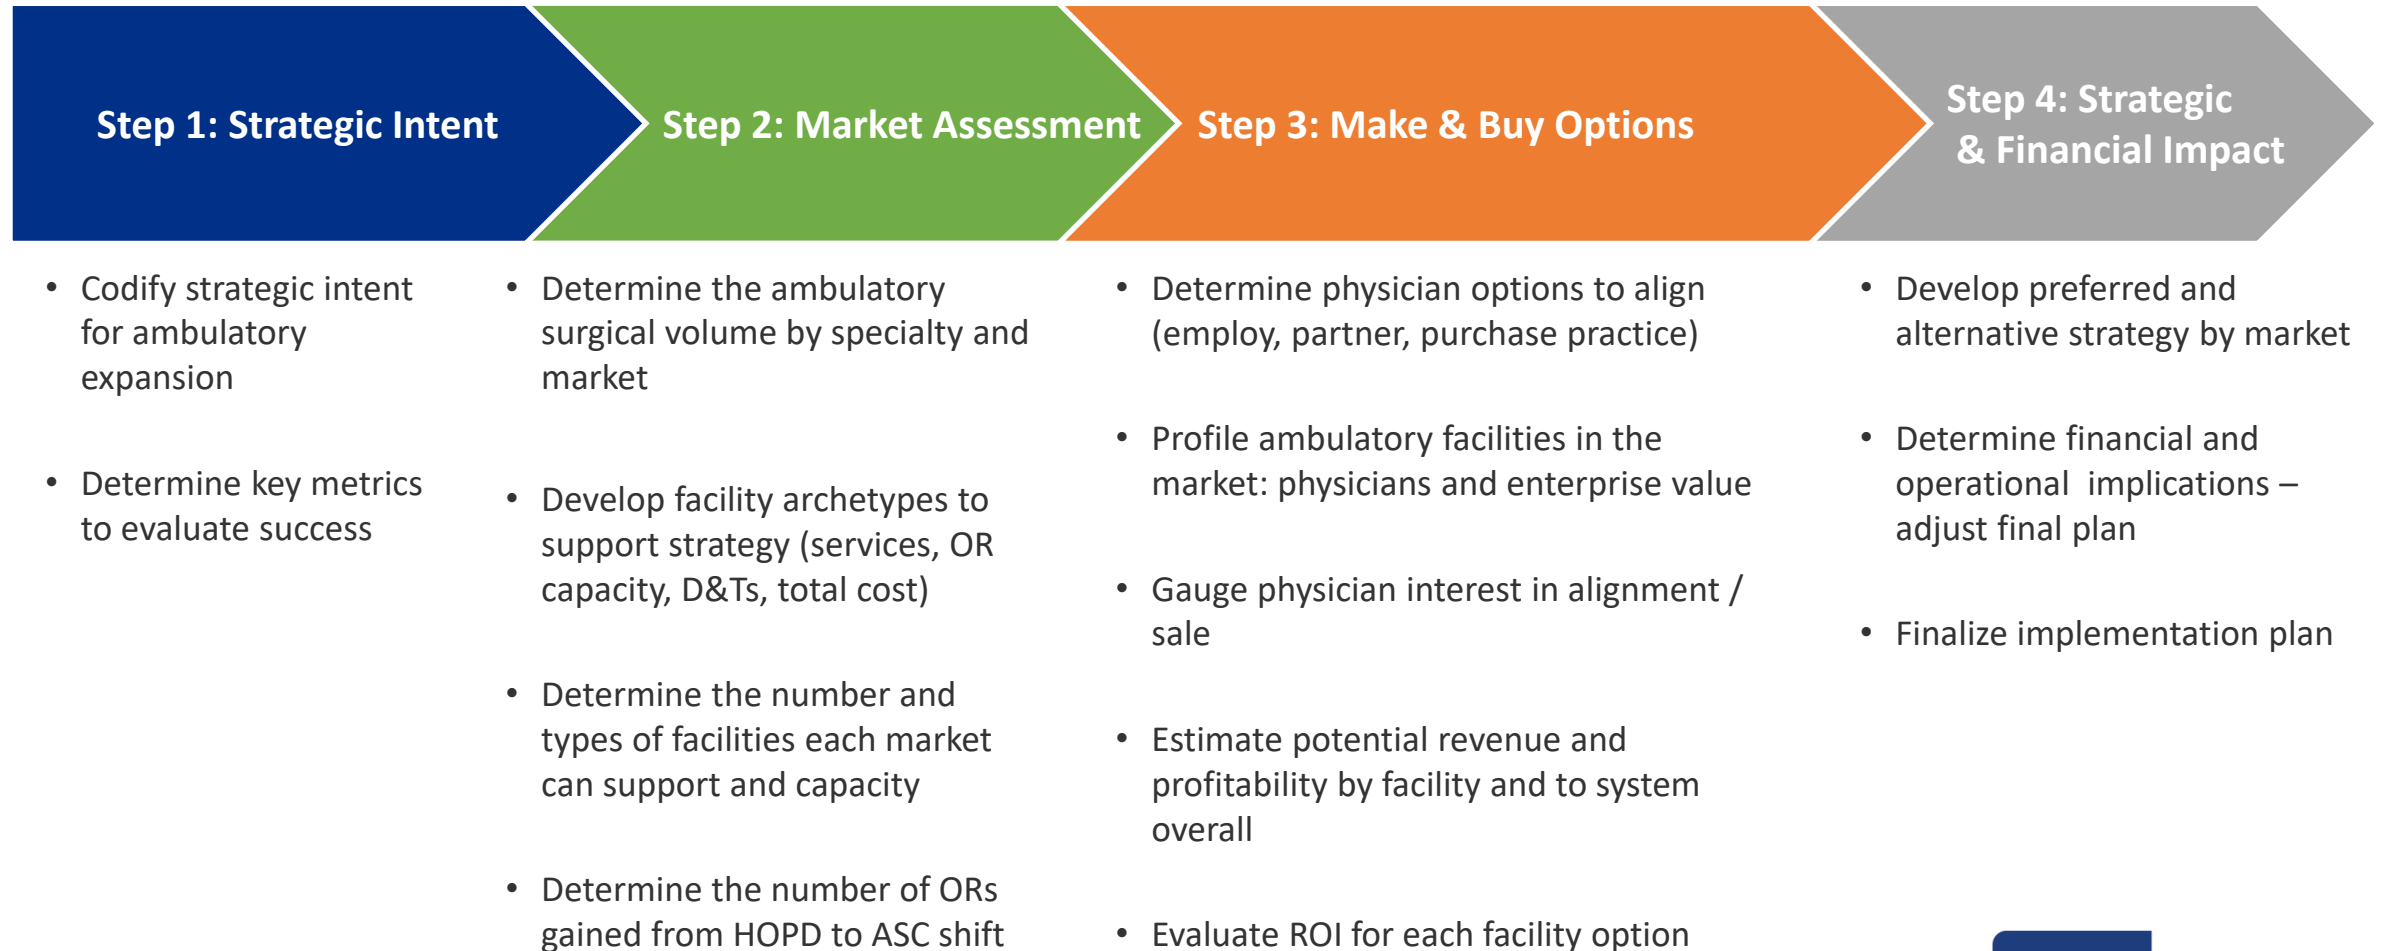 Step 1: Strategic Intent
Step 2: Market Assessment
Step 3: Make & Buy Options
Step 4: Strategic
& Financial Impact
• Codify strategic intent
for ambulatory
expansion
• Determine key metrics
to evaluate success
• Determine the ambulatory
surgical volume by specialty and
market
• Develop facility archetypes to
support strategy (services, OR
capacity, D&Ts, total cost)
• Determine the number and
types of facilities each market
can support and capacity
• Determine the number of ORs
gained from HOPD to ASC shift
• Determine physician options to align
(employ, partner, purchase practice)
• Profile ambulatory facilities in the
market: physicians and enterprise value
• Gauge physician interest in alignment /
sale
• Estimate potential revenue and
profitability by facility and to system
overall
• Evaluate ROI for each facility option
• Develop preferred and
alternative strategy by market
• Determine financial and
operational  implications –
adjust final plan
• Finalize implementation plan